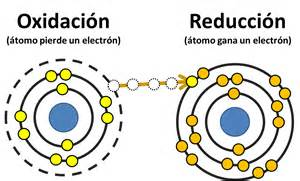 Oxidación
(átomo pierde un electrón)
Reducción
(átomo gana un electrón)